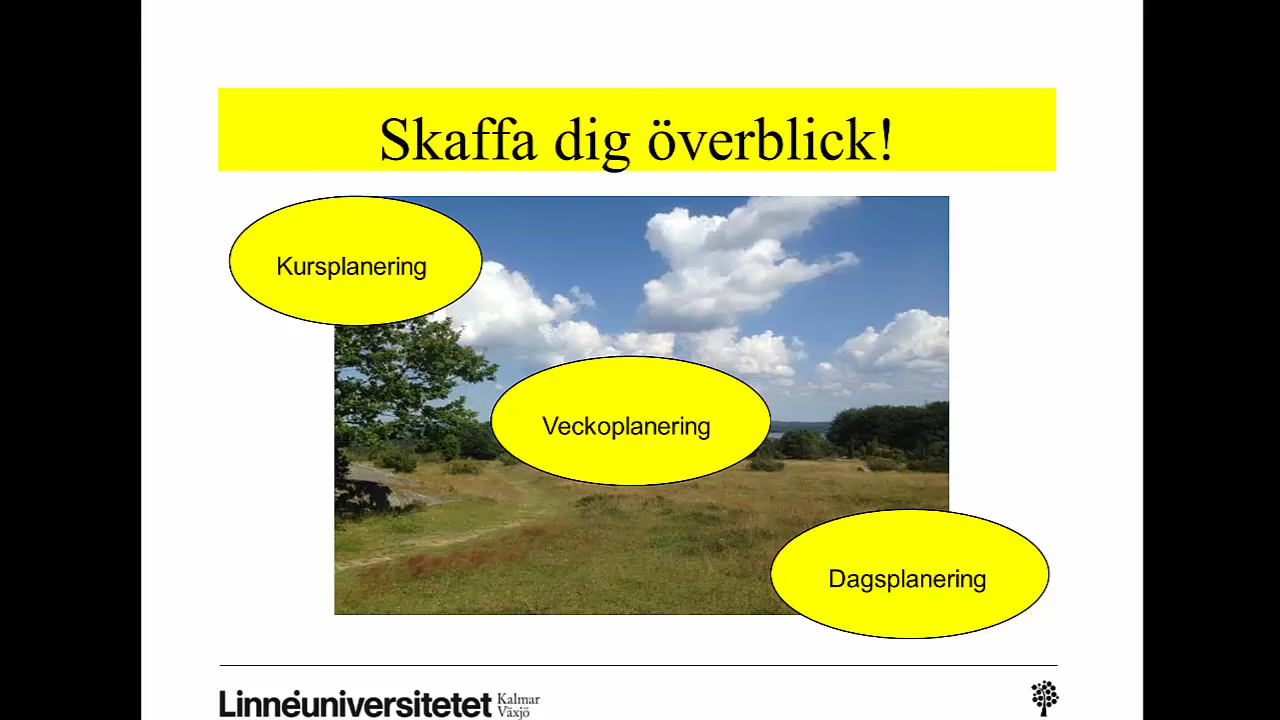 Skaffa dig överblick!
Kursplanering
Veckoplanering
Dagsplanering
Linnéuniversitetet
Kalmar
Växjö